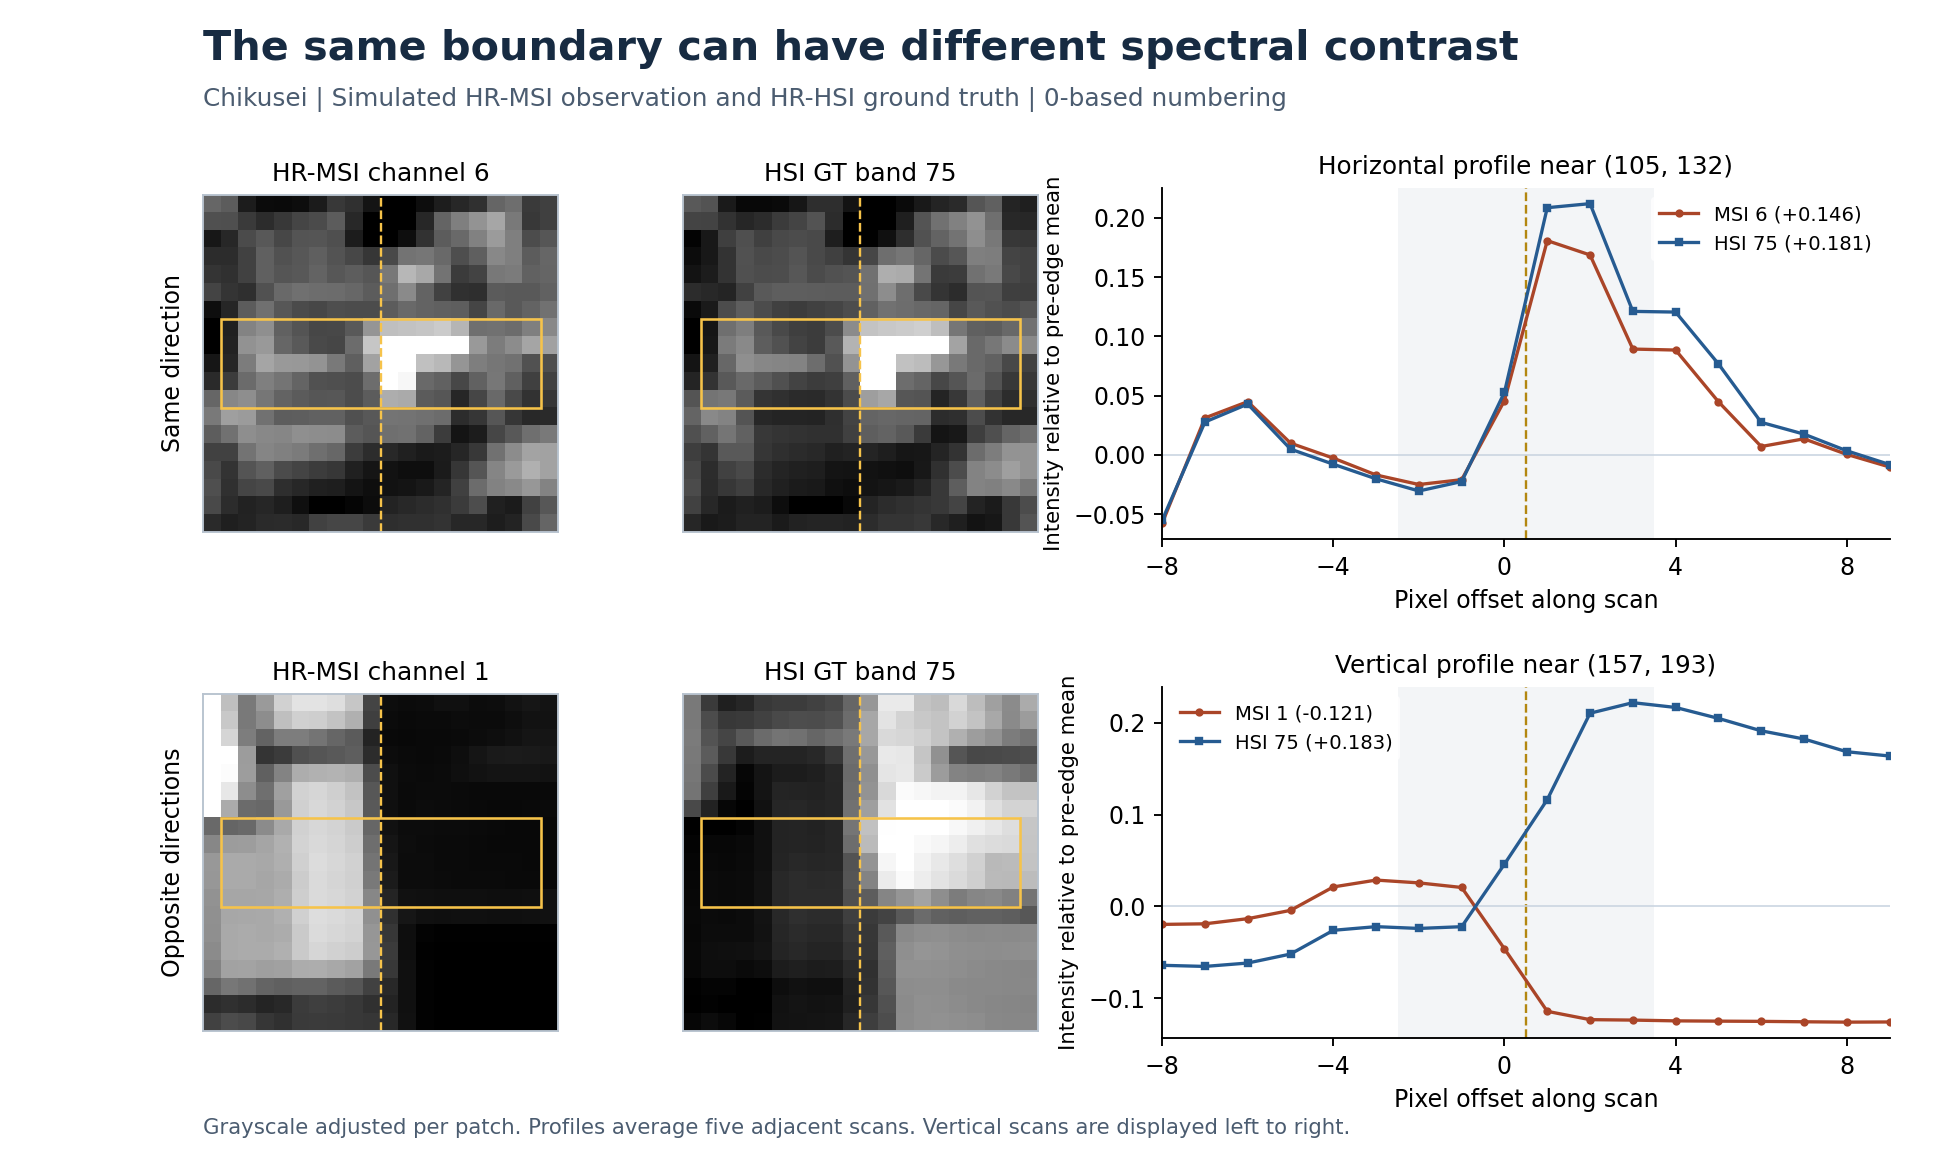 The same boundary can have different spectral contrast
Chikusei | Simulated HR-MSI observation and HR-HSI ground truth | 0-based numbering
HR-MSI channel 6
HSI GT band 75
Horizontal profile near (105, 132)
Same direction
Intensity relative to pre-edge mean
0.20
0.15
0.10
0.05
0.00
−0.05
MSI 6 (+0.146)
HSI 75 (+0.181)
−8 −4 0 4 8
Pixel offset along scan
HR-MSI channel 1
HSI GT band 75
Vertical profile near (157, 193)
Opposite directions
Intensity relative to pre-edge mean
0.2
0.1
0.0
−0.1
MSI 1 (-0.121)
HSI 75 (+0.183)
−8 −4 0 4 8
Pixel offset along scan
Grayscale adjusted per patch. Profiles average five adjacent scans. Vertical scans are displayed left to right.